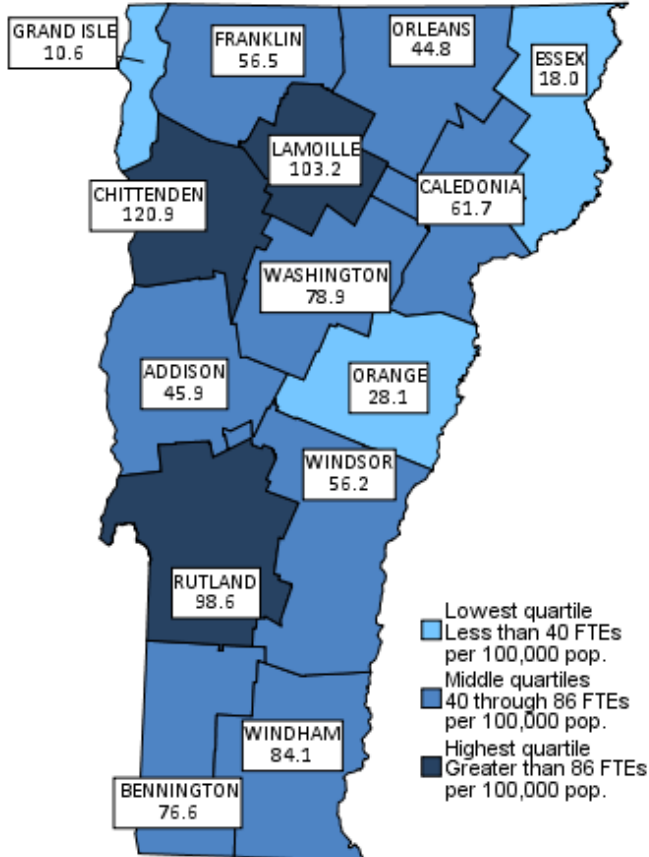 GRAND ISLE
10.6
FRANKLIN
56.5
ORLEANS
44.8
ESSEX
18.0
LAMOILLE
103.2
CHITTENDEN
120.9
CALEDONIA
61.7
WASHINGTON
78.9
ADDISON
45.9
ORANGE
28.1
WINDSOR
56.2
RUTLAND
98.6
WINDHAM
84.1
BENNINGTON
76.6
Lowest quartile
Less than 40 FTEs
per 100,000 pop.
Middle quartiles
40 through 86 FTEs
per 100,000 pop.
Highest quartile
Greater than 86 FTEs
per 100,000 pop.